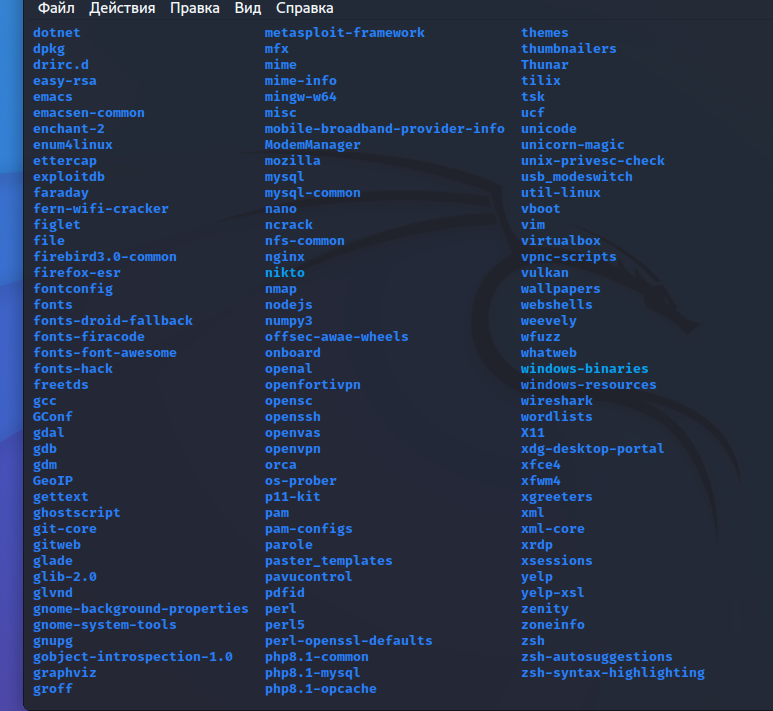 Файл Действия Правка Вид Справка
dotnet metasploit-framework themes
dpkg mfx thumbnailers
drirc.d mime Thunar
easy-rsa mime-info tilix
emacs mingw-w64 tsk
emacsen-common misc ucf
enchant-2 mobile-broadband-provider-info unicode
enum4linux ModemManager unicorn-magic
ettercap mozilla unix-privesc-check
exploitdb mysql usb_modeswitch
faraday mysql-common util-linux
fern-wifi-cracker nano vboot
figlet ncrack vim
file nfs-common virtualbox
firebird3.0-common nginx vpnc-scripts
firefox-esr nikto vulkan
fontconfig nmap wallpapers
fonts nodejs webshells
fonts-droid-fallback numpy3 weevely
fonts-firacode offsec-awae-wheels wfuzz
fonts-font-awesome onboard whatweb
fonts-hack openal windows-binaries
freetds openfortivpn windows-resources
gcc opensc wireshark
GConf openssh wordlists
gdal openvas X11
gdb openvpn xdg-desktop-portal
gdm orca xfce4
GeoIP os-prober xfwm4
gettext p11-kit xgreeters
ghostscript pam xml
git-core pam-configs xml-core
gitweb parole xrdp
glade paster_templates xsessions
glib-2.0 pavucontrol yelp
glvnd pdfid yelp-xsl
gnome-background-properties perl zenity
gnome-system-tools perl5 zoneinfo
gnupg perl-openssl-defaults zsh
gobject-introspection-1.0 php8.1-common zsh-autosuggestions
graphviz php8.1-mysql zsh-syntax-highlighting
groff php8.1-opcache